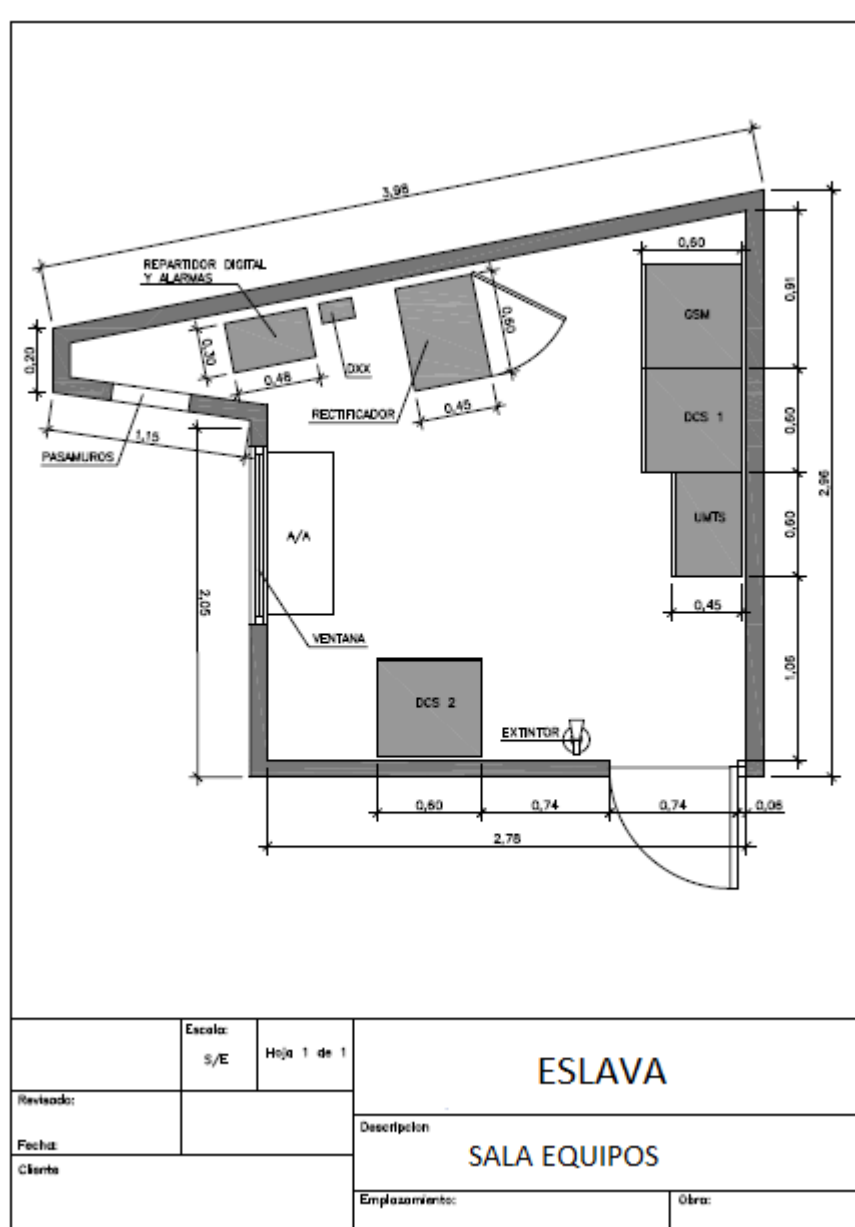 3,98
REPARTIDOR DIGITAL
Y ALARMAS
0,60
0,91
GSM
0,20
0,30
0,60
DXX
0,48
RECTIFICADOR
0,45
DCS 1
0,60
1,15
PASAMUROS
2,96
A/A
UMTS
0,60
2,05
0,45
VENTANA
1,06
DCS 2
EXTINTOR
0,60
0,74
0,74
0,06
2,78
Escala:
S/E
Hoja 1 de 1
ESLAVA
Revisado:
Fecha:
Descripcion
SALA EQUIPOS
Cliente
Emplazamiento:
Obra: